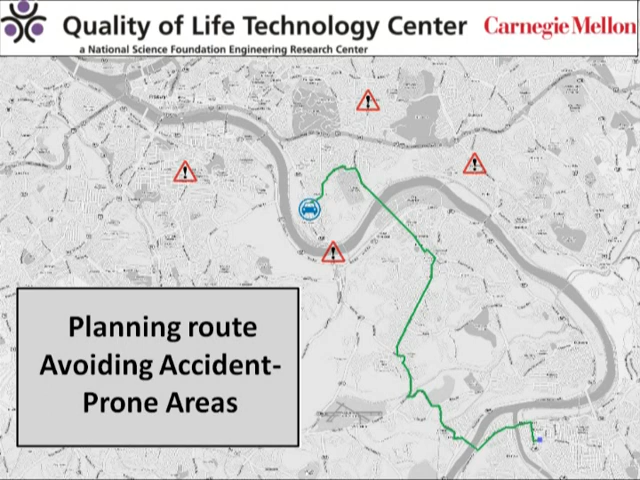 Quality of Life Technology Center
Carnegie Mellon
a National Science Foundation Engineering Research Center
Planning route
Avoiding Accident-
Prone Areas